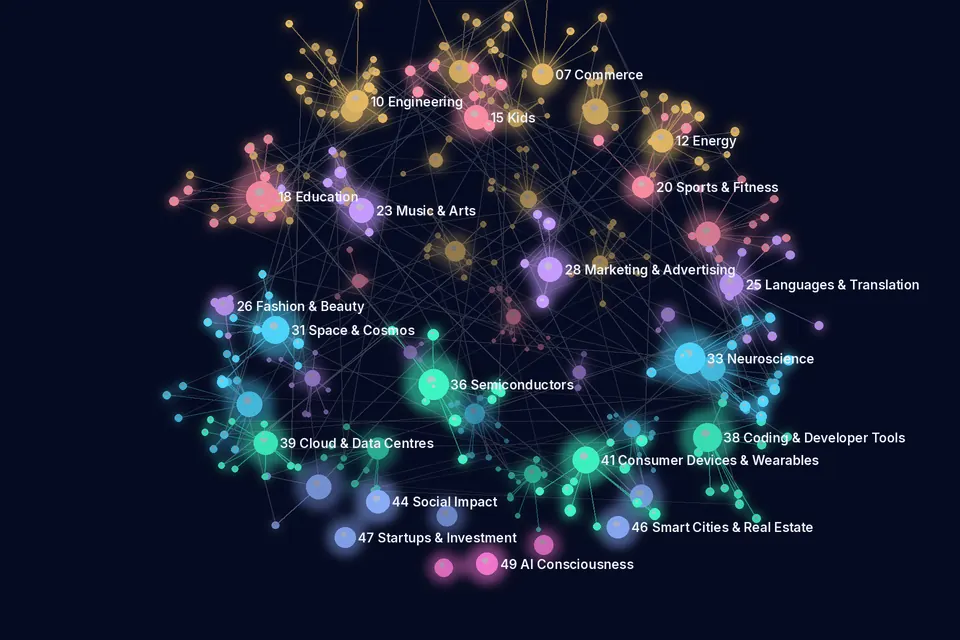 07 Commerce
10 Engineering
15 Kids
12 Energy
20 Sports & Fitness
18 Education
23 Music & Arts
28 Marketing & Advertising
25 Languages & Translation
26 Fashion & Beauty
31 Space & Cosmos
33 Neuroscience
36 Semiconductors
38 Coding & Developer Tools
39 Cloud & Data Centres
41 Consumer Devices & Wearables
44 Social Impact
46 Smart Cities & Real Estate
47 Startups & Investment
49 AI Consciousness